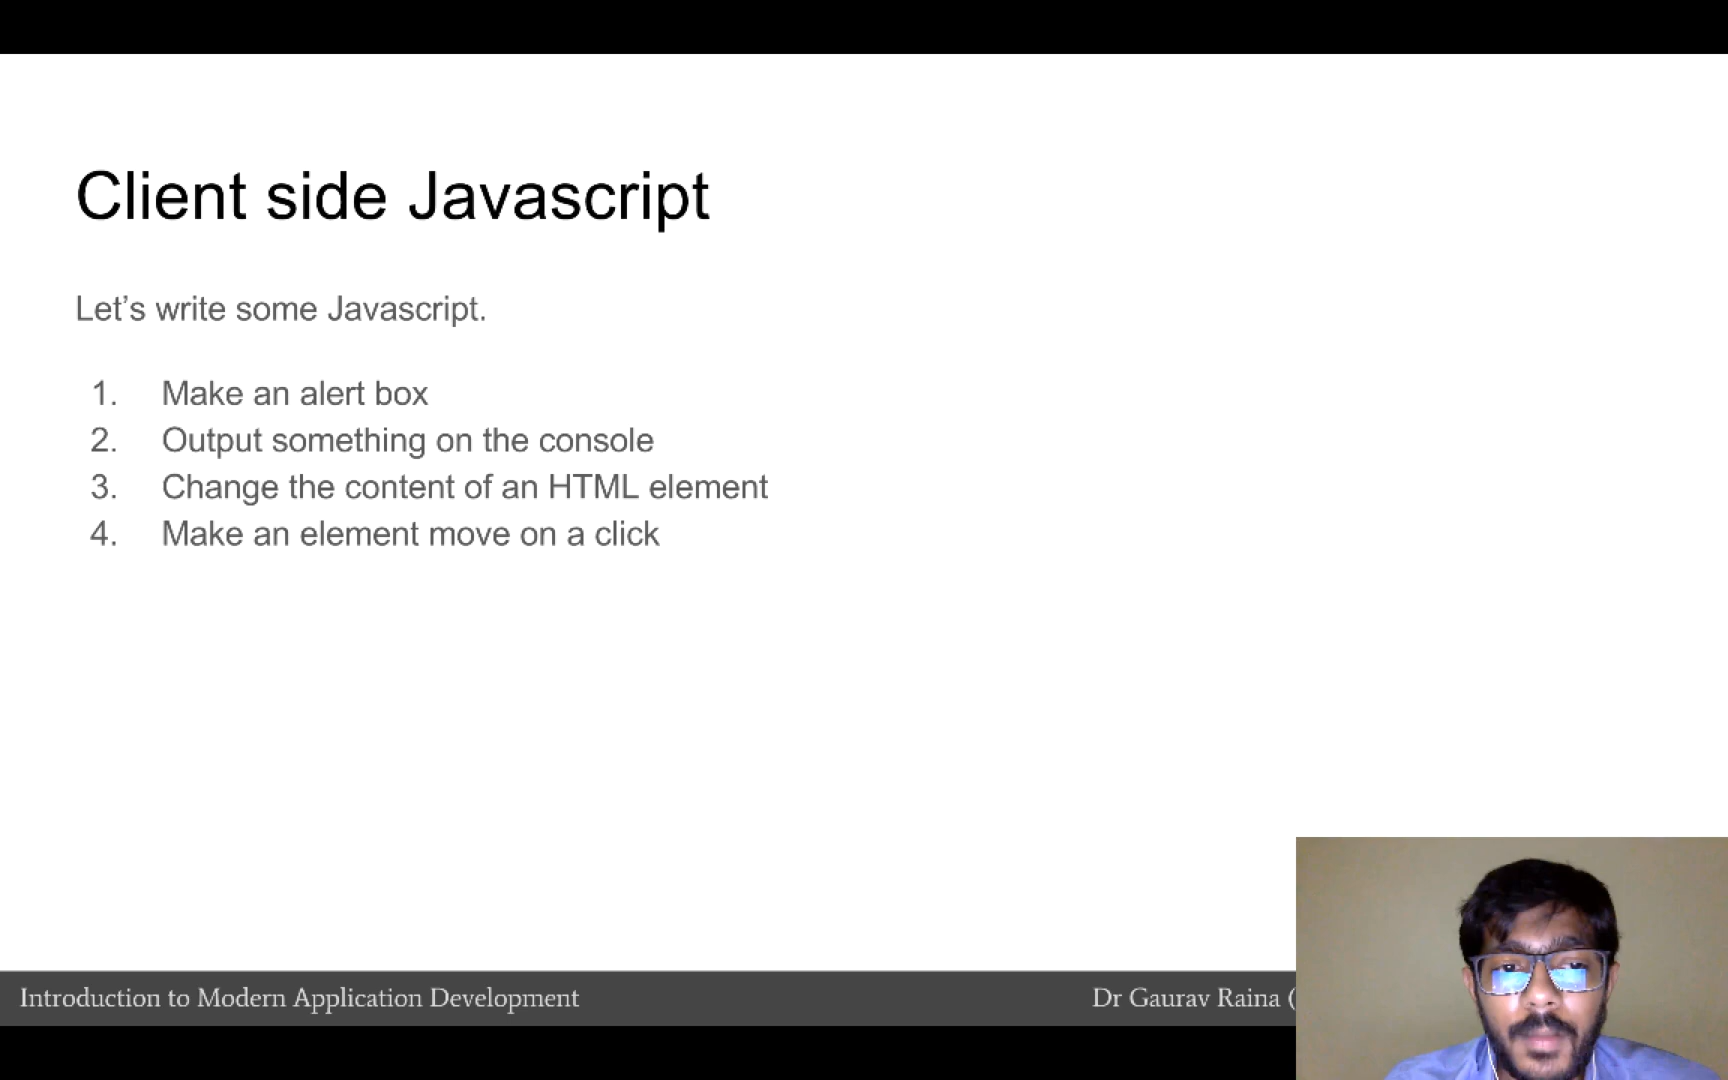 Client side Javascript
Let’s write some Javascript.
1. Make an alert box
2. Output something on the console
3. Change the content of an HTML element
4. Make an element move on a click
Introduction to Modern Application Development
Dr Gaurav Raina (